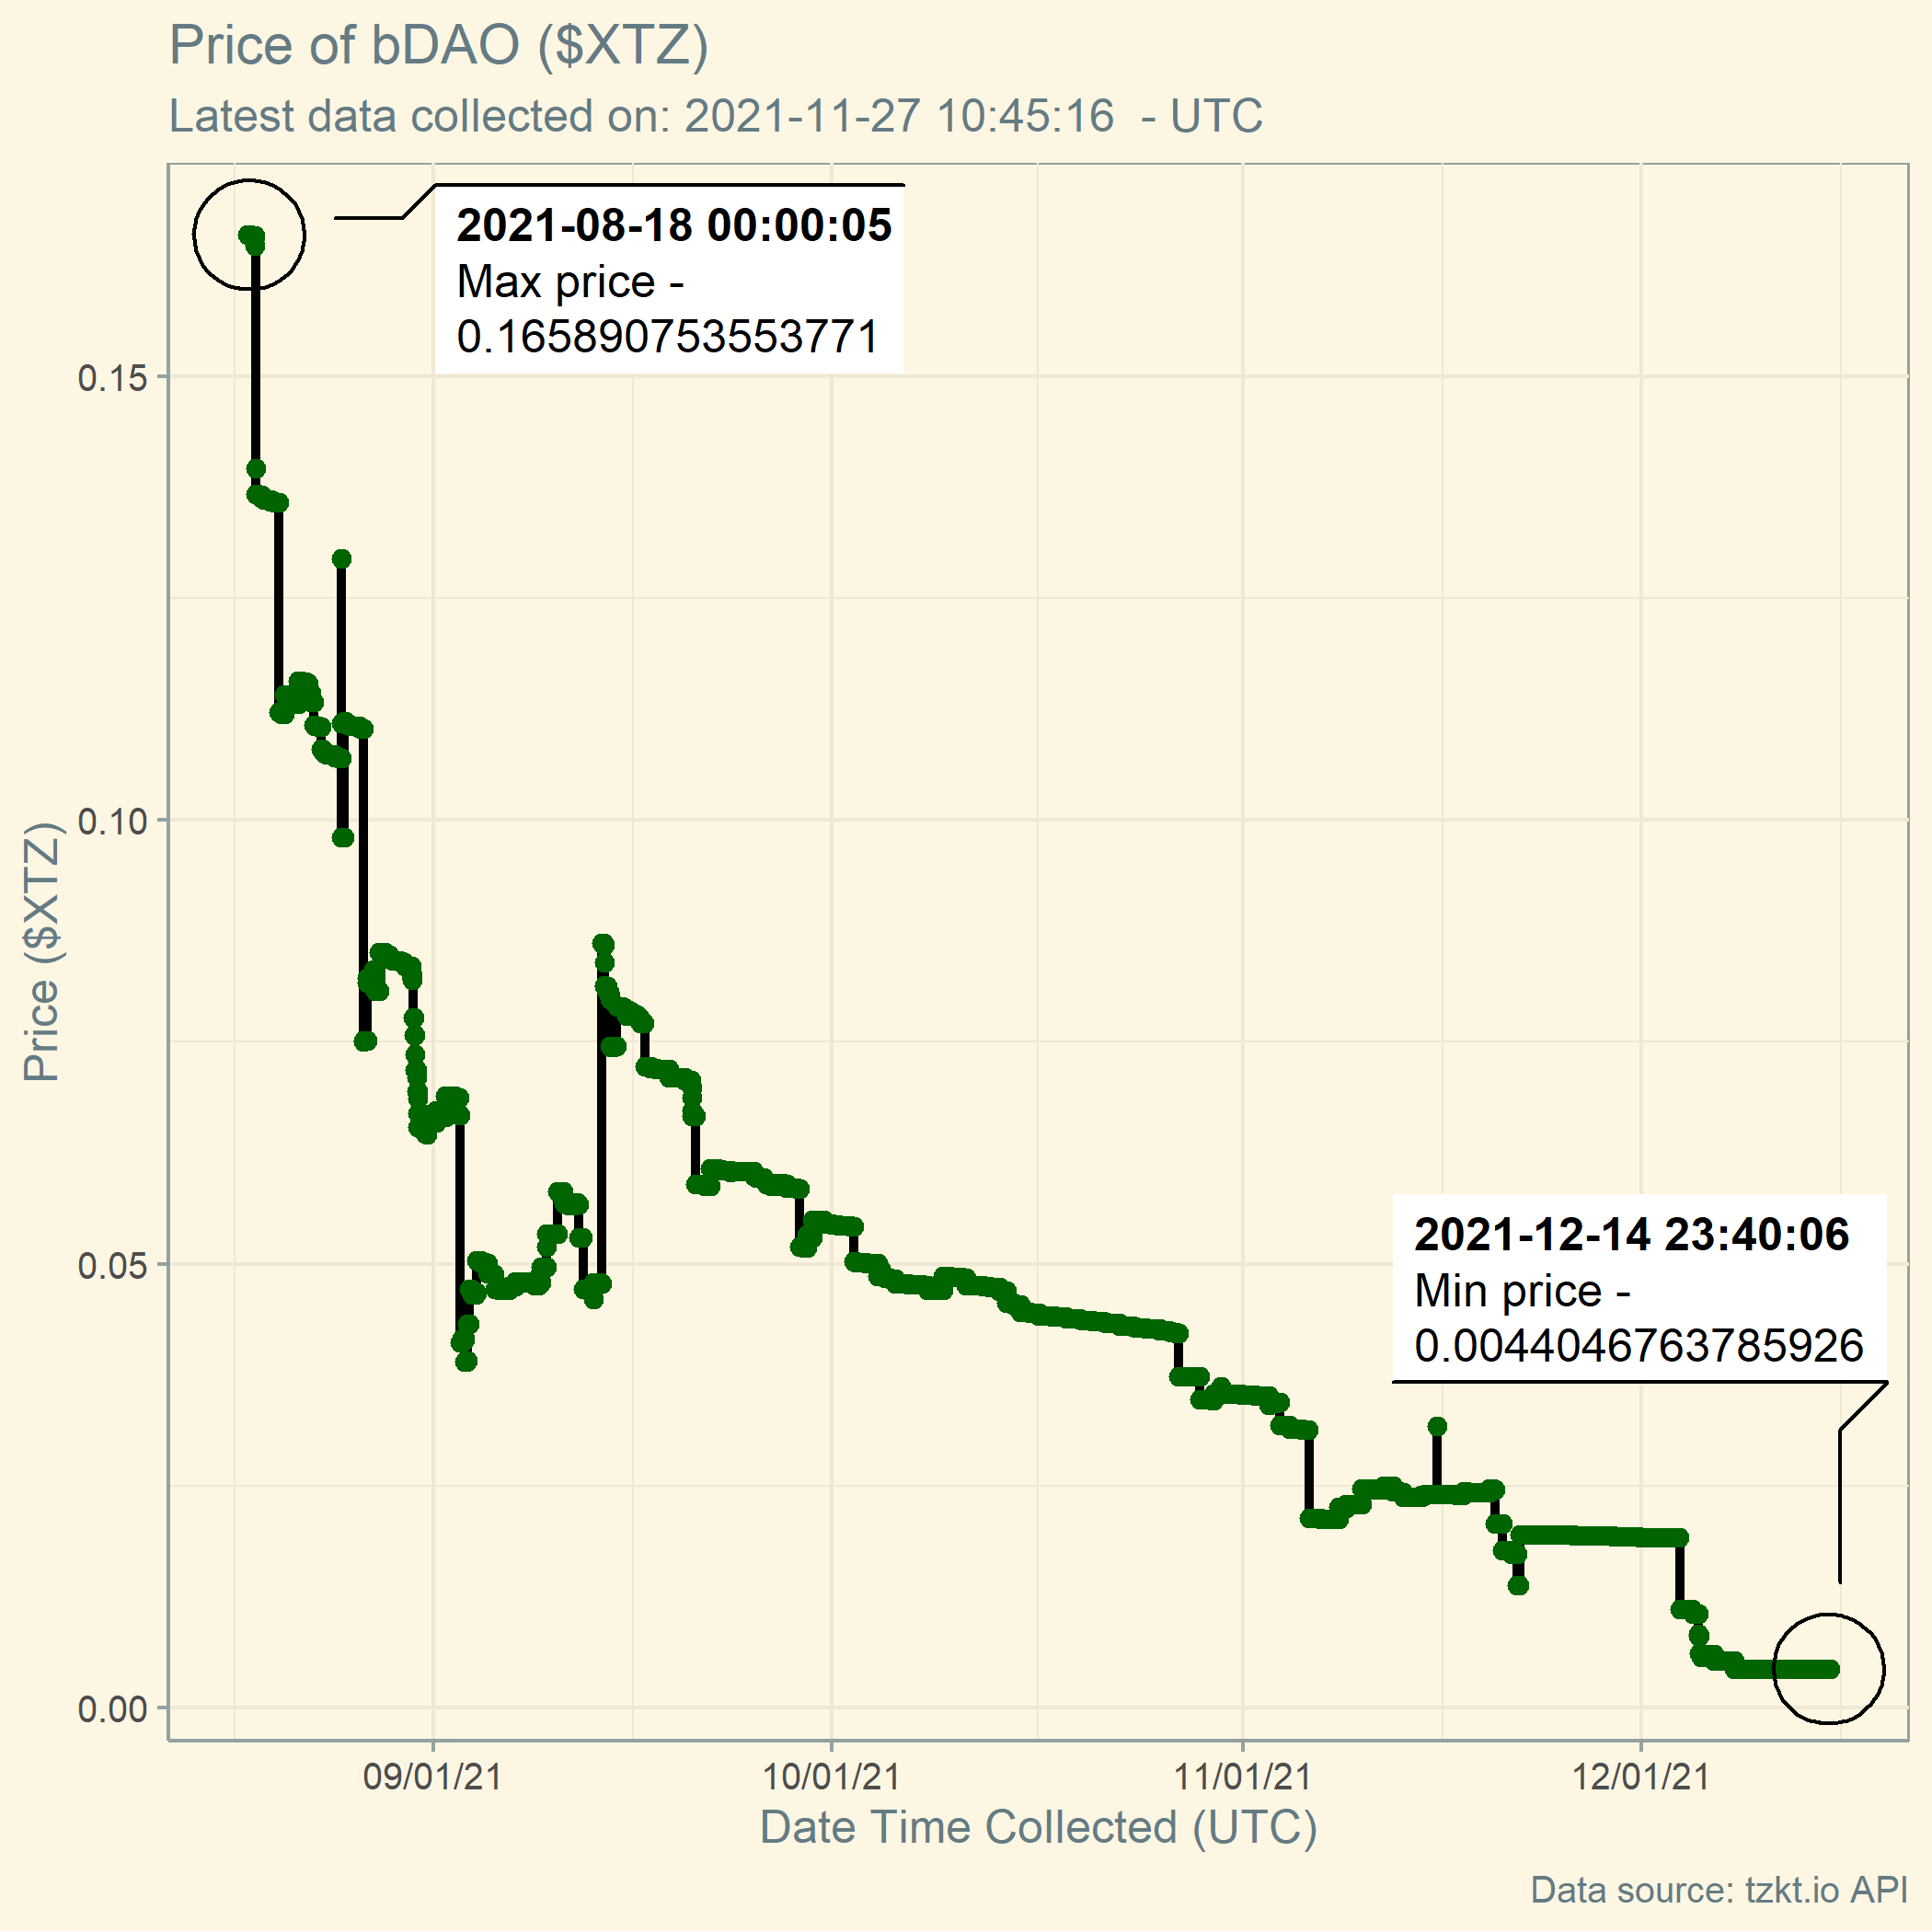 Price of bDAO ($XTZ)
Latest data collected on: 2021-11-27 10:45:16  - UTC
2021-08-18 00:00:05
Max price -
0.165890753553771
0.15
0.10
0.05
0.00
Price ($XTZ)
2021-12-14 23:40:06
Min price -
0.0044046763785926
09/01/21
10/01/21
11/01/21
12/01/21
Date Time Collected (UTC)
Data source: tzkt.io API